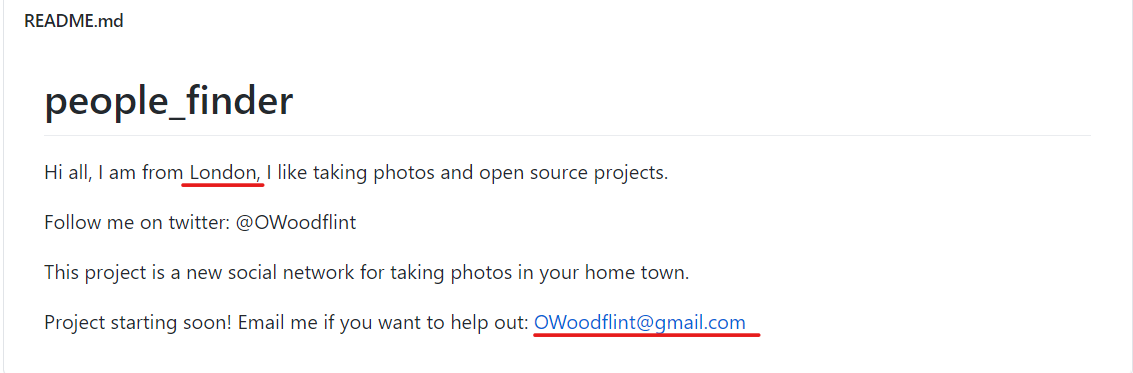 README.md
people_finder
Hi all, I am from London, I like taking photos and open source projects.
Follow me on twitter: @OWoodflint
This project is a new social network for taking photos in your home town.
Project starting soon! Email me if you want to help out: OWoodflint@gmail.com